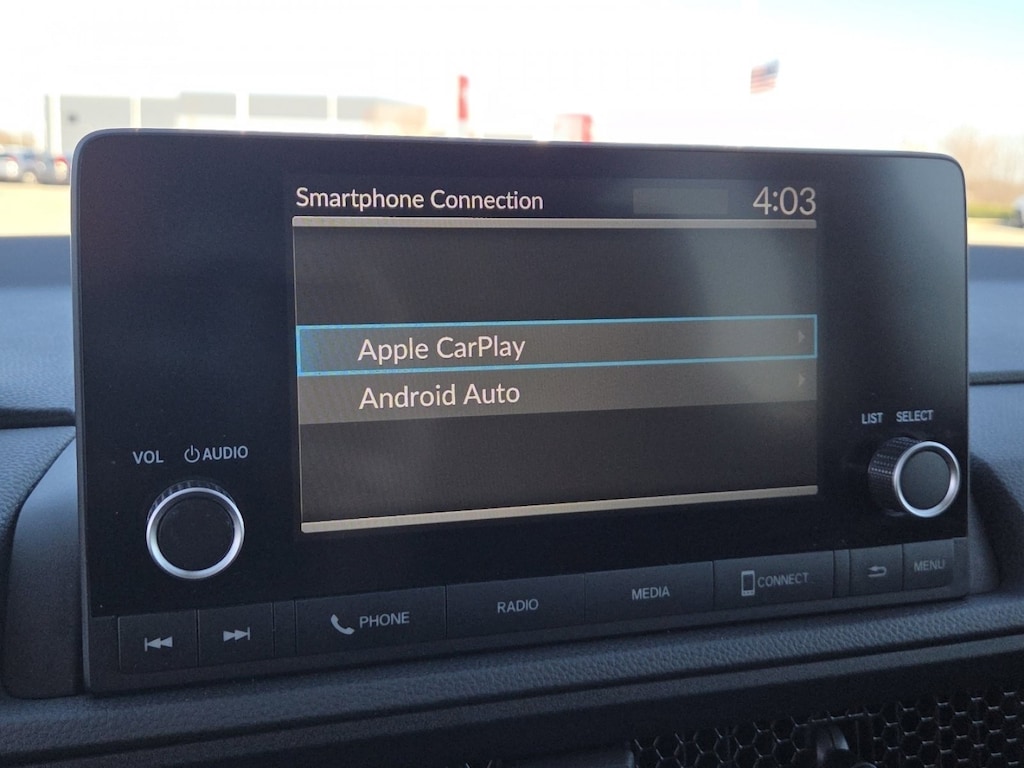 Smartphone Connection 4:03
Apple CarPlay
Android Auto
LIST SELECT
VOL AUDIO
PHONE RADIO MEDIA CONNECT MENU